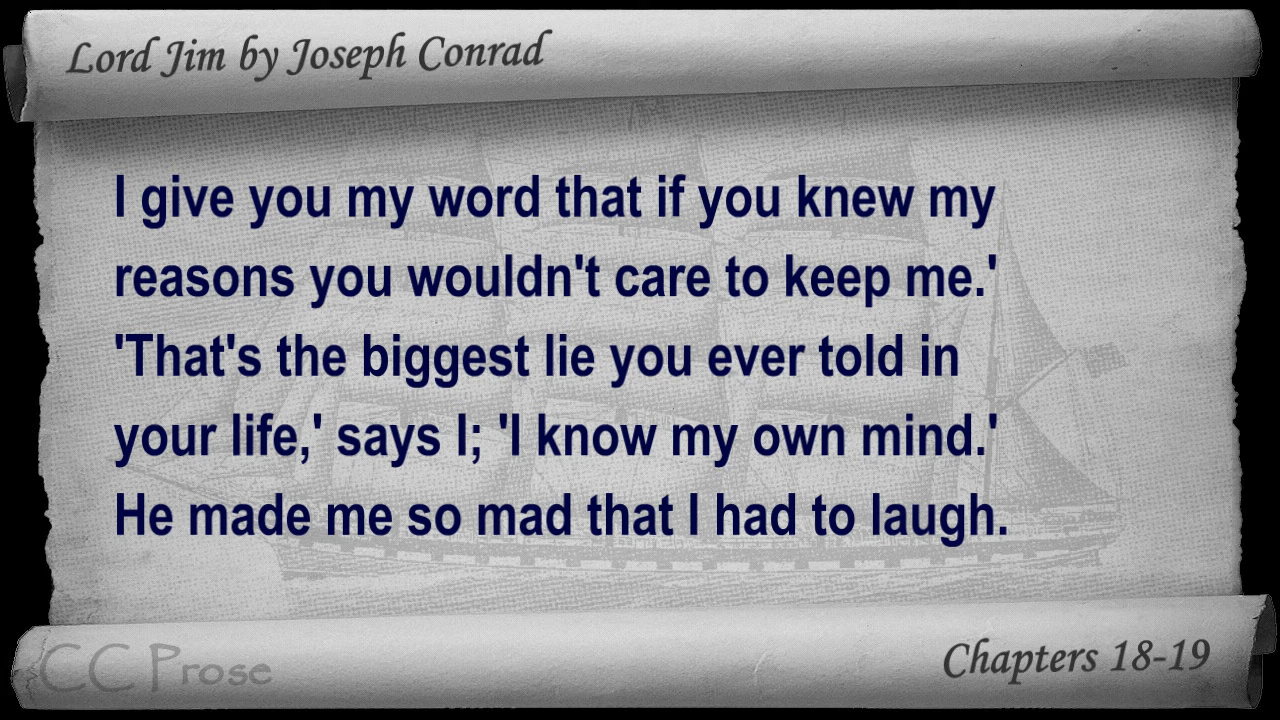 Lord Jim by Joseph Conrad
I give you my word that if you knew my
reasons you wouldn't care to keep me.'
'That's the biggest lie you ever told in
your life,' says I; 'I know my own mind.'
He made me so mad that I had to laugh.
CC Prose
Chapters 18-19